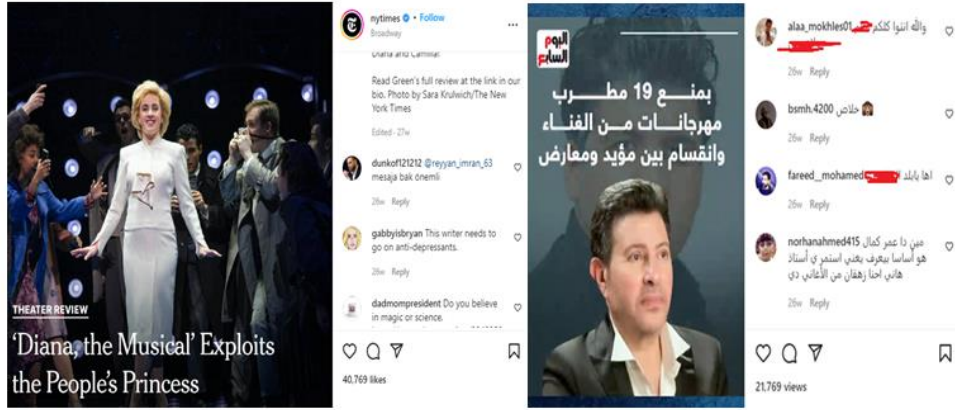 THEATER REVIEW
'Diana, the Musical' Exploits
the People's Princess
nytimes • Follow
Broadway
Diana and Camilla.
Read Green's full review at the link in our
bio. Photo by Sara Krulwich/The New
York Times
Edited · 27w
dunkof121212 @reyyan_imran_63
mesaja bak önemli
26w Reply
gabbyisbryan This writer needs to
go on anti-depressants.
26w Reply
dadmompresident Do you believe
in magic or science.
40,769 likes
اليوم
السابع
بمنع 19 مطرب
مهرجانات من الغناء
وانقسام بين مؤيد ومعارض
alaa_mokhles01 والله انتوا كلكم
26w Reply
bsmh.4200 خلاص
26w Reply
fareed_mohamed اها يابلد
26w Reply
norhanahmed415 مين دا عمر كمال
هو أساسا بيعرف يغني استمر ي أستاذ
هاني احنا زهقان من الأغاني دي
26w Reply
21,769 views